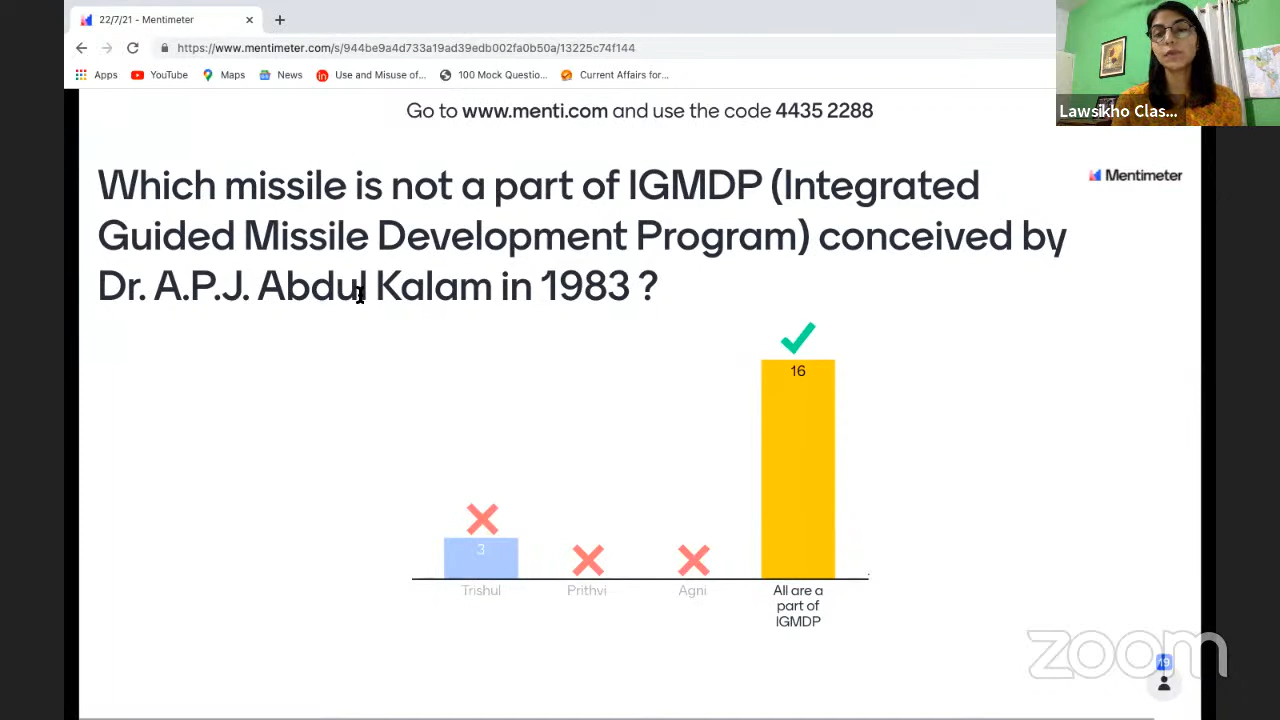 22/7/21 - Mentimeter
https://www.mentimeter.com/s/944be9a4d733a19ad39edb002fa0b50a/13225c74f144
Apps YouTube Maps News Use and Misuse of... 100 Mock Questio... Current Affairs for...
Lawsikho Clas...
Go to www.menti.com and use the code 4435 2288
Mentimeter
Which missile is not a part of IGMDP (Integrated
Guided Missile Development Program) conceived by
Dr. A.P.J. Abdul Kalam in 1983 ?
16
3
Trishul Prithvi Agni All are a
part of
IGMDP
zoom
19